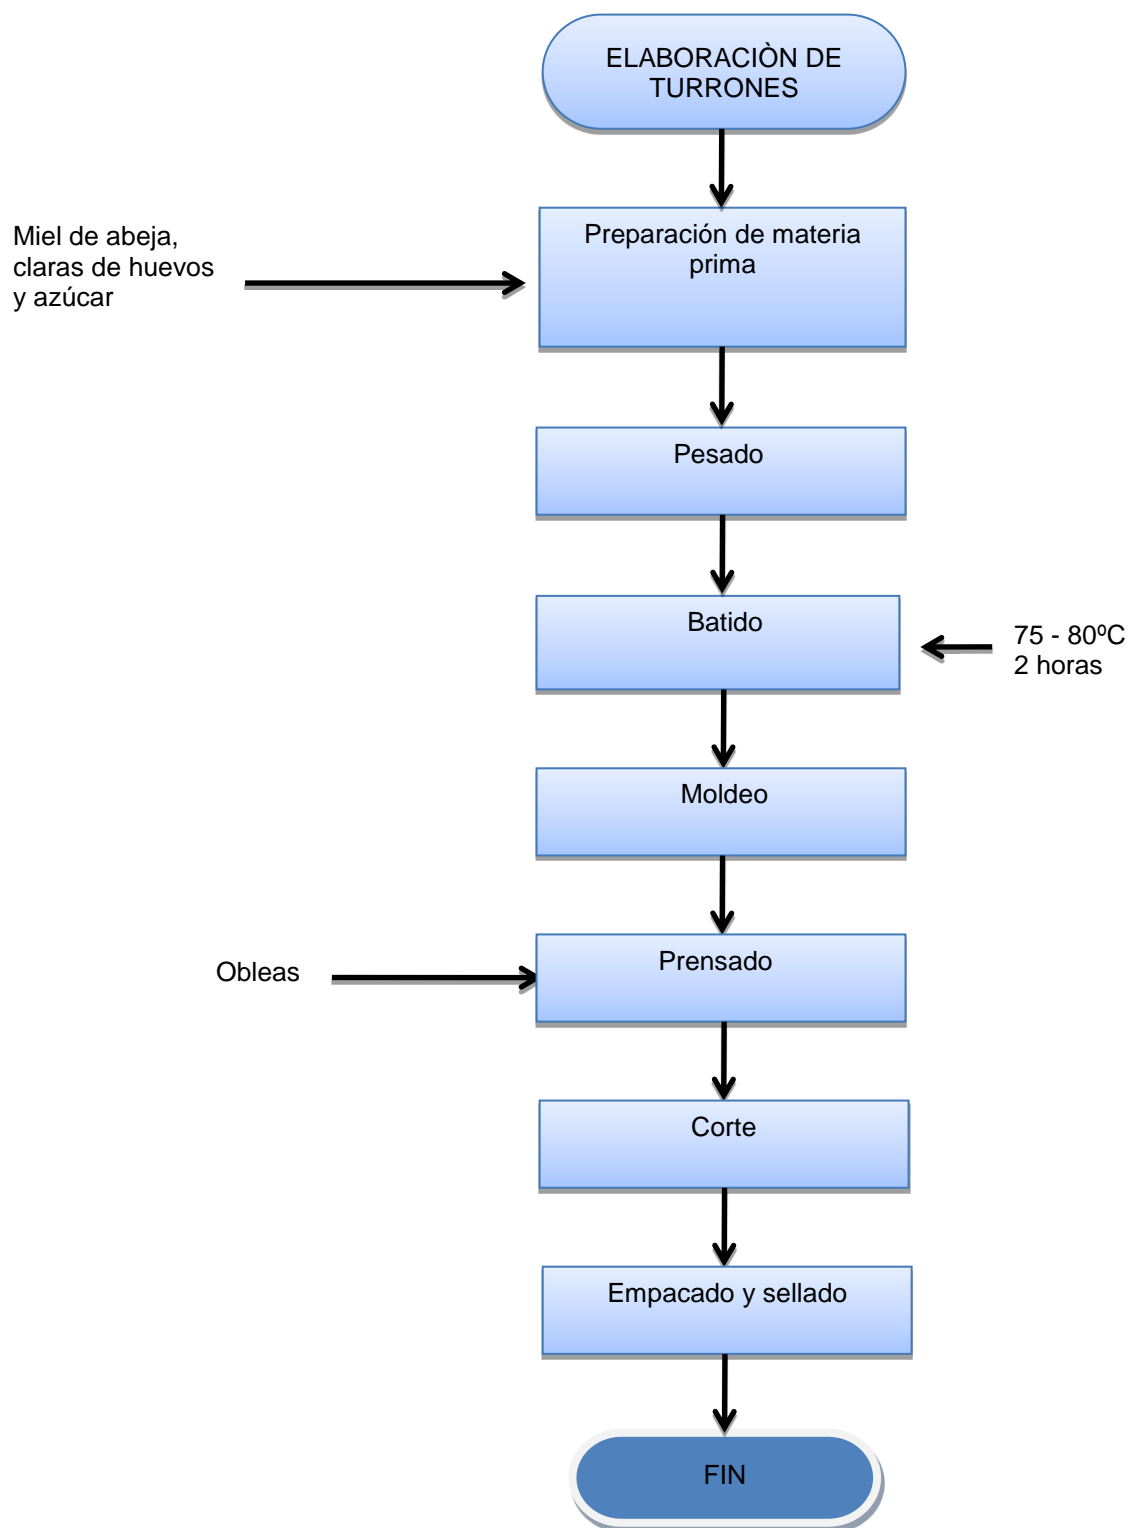 ELABORACIÒN DE
TURRONES
Miel de abeja,
claras de huevos
y azúcar
Preparación de materia
prima
Pesado
Batido
75 - 80ºC
2 horas
Moldeo
Obleas
Prensado
Corte
Empacado y sellado
FIN